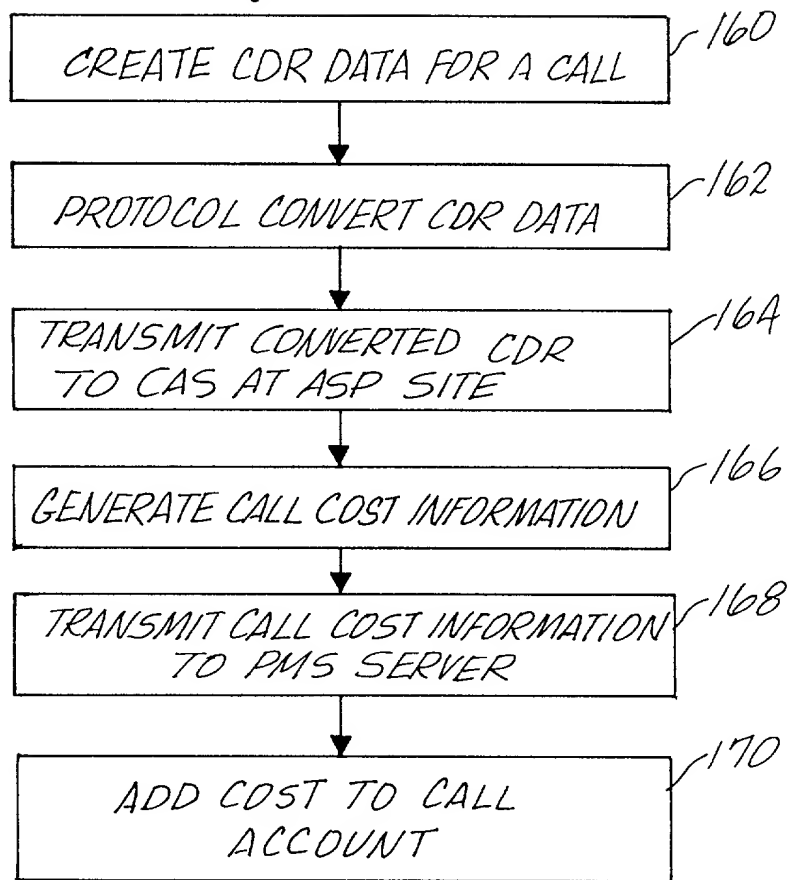 CREATE CDR DATA FOR A CALL
160
PROTOCOL CONVERT CDR DATA
162
TRANSMIT CONVERTED CDR
TO CAS AT ASP SITE
164
GENERATE CALL COST INFORMATION
166
TRANSMIT CALL COST INFORMATION
TO PMS SERVER
168
ADD COST TO CALL
ACCOUNT
170